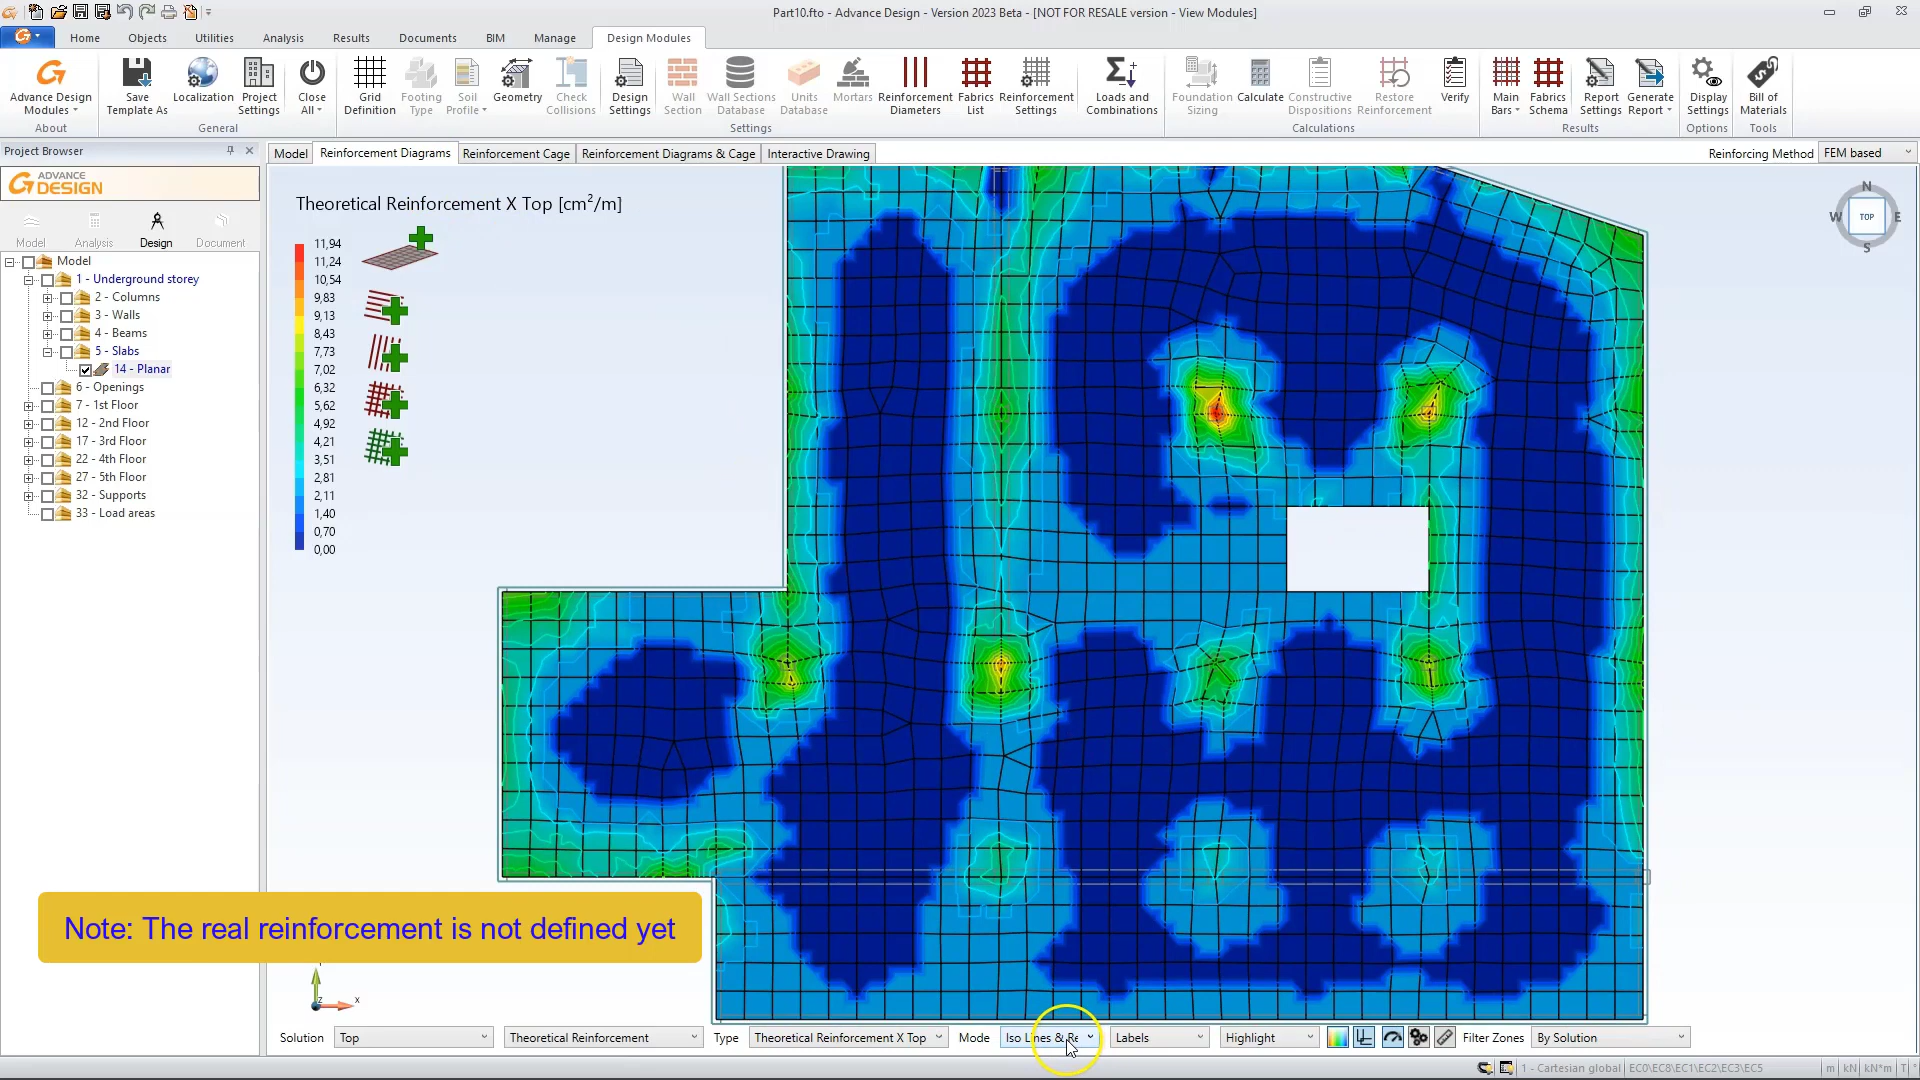 Part10.fto - Advance Design - Version 2023 Beta - [NOT FOR RESALE version - View Modules]
Home Objects Utilities Analysis Results Documents BIM Manage Design Modules
Advance Design Modules
Save Template As
Localization
Project Settings
Close All
Grid Definition
Footing Type
Soil Profile
Geometry
Check Collisions
Design Settings
Wall Section
Wall Sections Database
Units Database
Mortars
Reinforcement Diameters
Fabrics List
Reinforcement Settings
Loads and Combinations
Foundation Sizing
Calculate
Constructive Dispositions
Restore Reinforcement
Verify
Main Bars
Fabrics Schema
Report Settings
Generate Report
Display Settings
Bill of Materials
About General Settings Calculations Results Options Tools
Project Browser
Model Reinforcement Diagrams Reinforcement Cage Reinforcement Diagrams & Cage Interactive Drawing
Reinforcing Method FEM based
ADVANCE
DESIGN
Model Analysis Design Document
Model
1 - Underground storey
2 - Columns
3 - Walls
4 - Beams
5 - Slabs
14 - Planar
6 - Openings
7 - 1st Floor
12 - 2nd Floor
17 - 3rd Floor
22 - 4th Floor
27 - 5th Floor
32 - Supports
33 - Load areas
Theoretical Reinforcement X Top [cm²/m]
11,94
11,24
10,54
9,83
9,13
8,43
7,73
7,02
6,32
5,62
4,92
4,21
3,51
2,81
2,11
1,40
0,70
0,00
N
W TOP E
S
Note: The real reinforcement is not defined yet
z x
Solution Top Theoretical Reinforcement Type Theoretical Reinforcement X Top Mode Iso Lines & Re Labels Highlight Filter Zones By Solution
1 - Cartesian global EC0\EC8\EC1\EC2\EC3\EC5 m kN kN*m T °